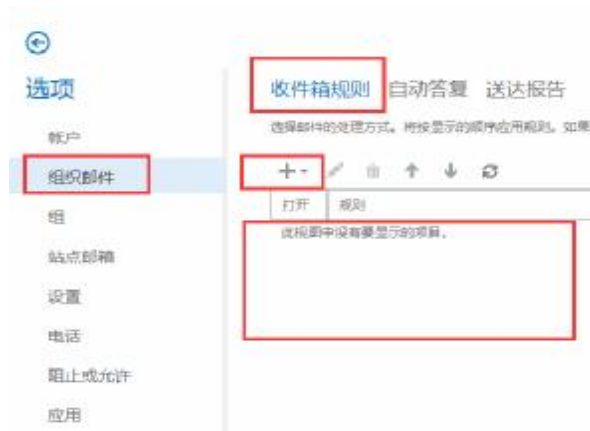 选项
收件箱规则 自动答复 送达报告
选择邮件的处理方式。将按显示的顺序应用规则。如果
帐户
组织邮件
打开 规则
组
此视图中没有要显示的项目。
站点邮箱
设置
电话
阻止或允许
应用